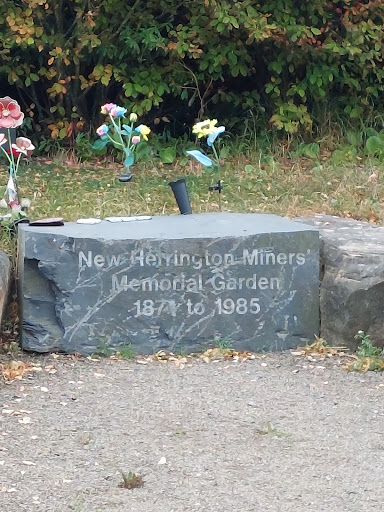 New Herrington Miners'
Memorial Garden
1874 to 1985